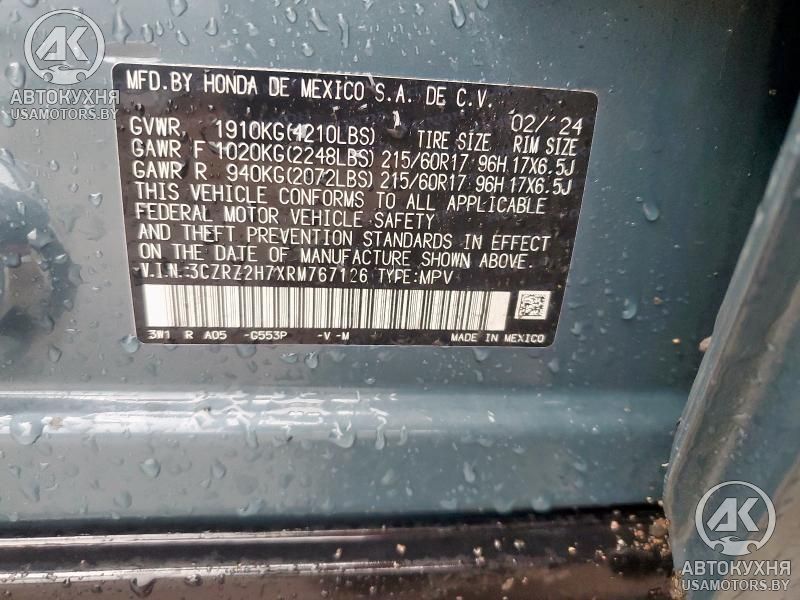 AK
АВТОКУХНЯ
USAMOTORS.BY
MFD.BY HONDA DE MEXICO S.A. DE C.V.
02/'24
GVWR, 1910KG(4210LBS) TIRE SIZE RIM SIZE
GAWR F 1020KG(2248LBS) 215/60R17 96H 17X6.5J
GAWR R 940KG(2072LBS) 215/60R17 96H 17X6.5J
THIS VEHICLE CONFORMS TO ALL APPLICABLE
FEDERAL MOTOR VEHICLE SAFETY
AND THEFT PREVENTION STANDARDS IN EFFECT
ON THE DATE OF MANUFACTURE SHOWN ABOVE.
V.I.N.:3CZRZ2H7XRM767126 TYPE:MPV
3W1 R A05 -G553P -V -M MADE IN MEXICO
AK
АВТОКУХНЯ
USAMOTORS.BY